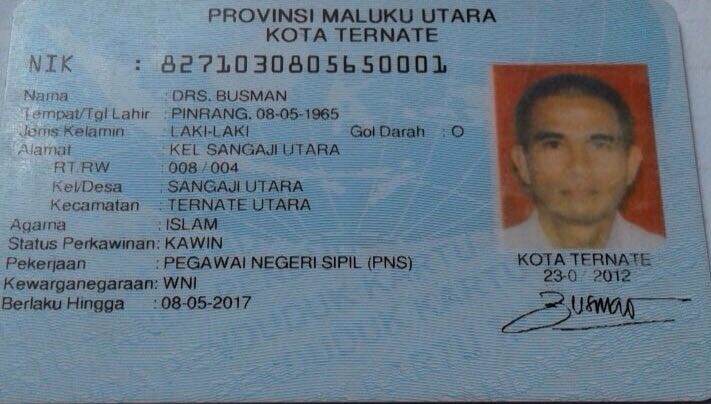 PROVINSI MALUKU UTARA
KOTA TERNATE
NIK : 8271030805650001
Nama : DRS. BUSMAN
Tempat/Tgl Lahir : PINRANG, 08-05-1965
Jenis Kelamin : LAKI-LAKI Gol Darah : O
Alamat : KEL SANGAJI UTARA
RT/RW : 008 / 004
Kel/Desa : SANGAJI UTARA
Kecamatan : TERNATE UTARA
Agama : ISLAM
Status Perkawinan: KAWIN
Pekerjaan : PEGAWAI NEGERI SIPIL (PNS)
Kewarganegaraan: WNI
Berlaku Hingga : 08-05-2017
KOTA TERNATE
2012
Busman